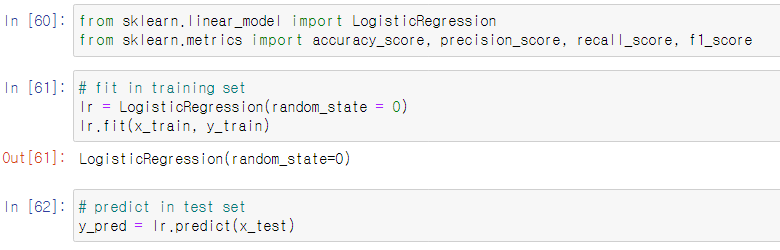 In [60]: from sklearn.linear_model import LogisticRegression
from sklearn.metrics import accuracy_score, precision_score, recall_score, f1_score
In [61]: # fit in training set
lr = LogisticRegression(random_state = 0)
lr.fit(x_train, y_train)
Out[61]: LogisticRegression(random_state=0)
In [62]: # predict in test set
y_pred = lr.predict(x_test)